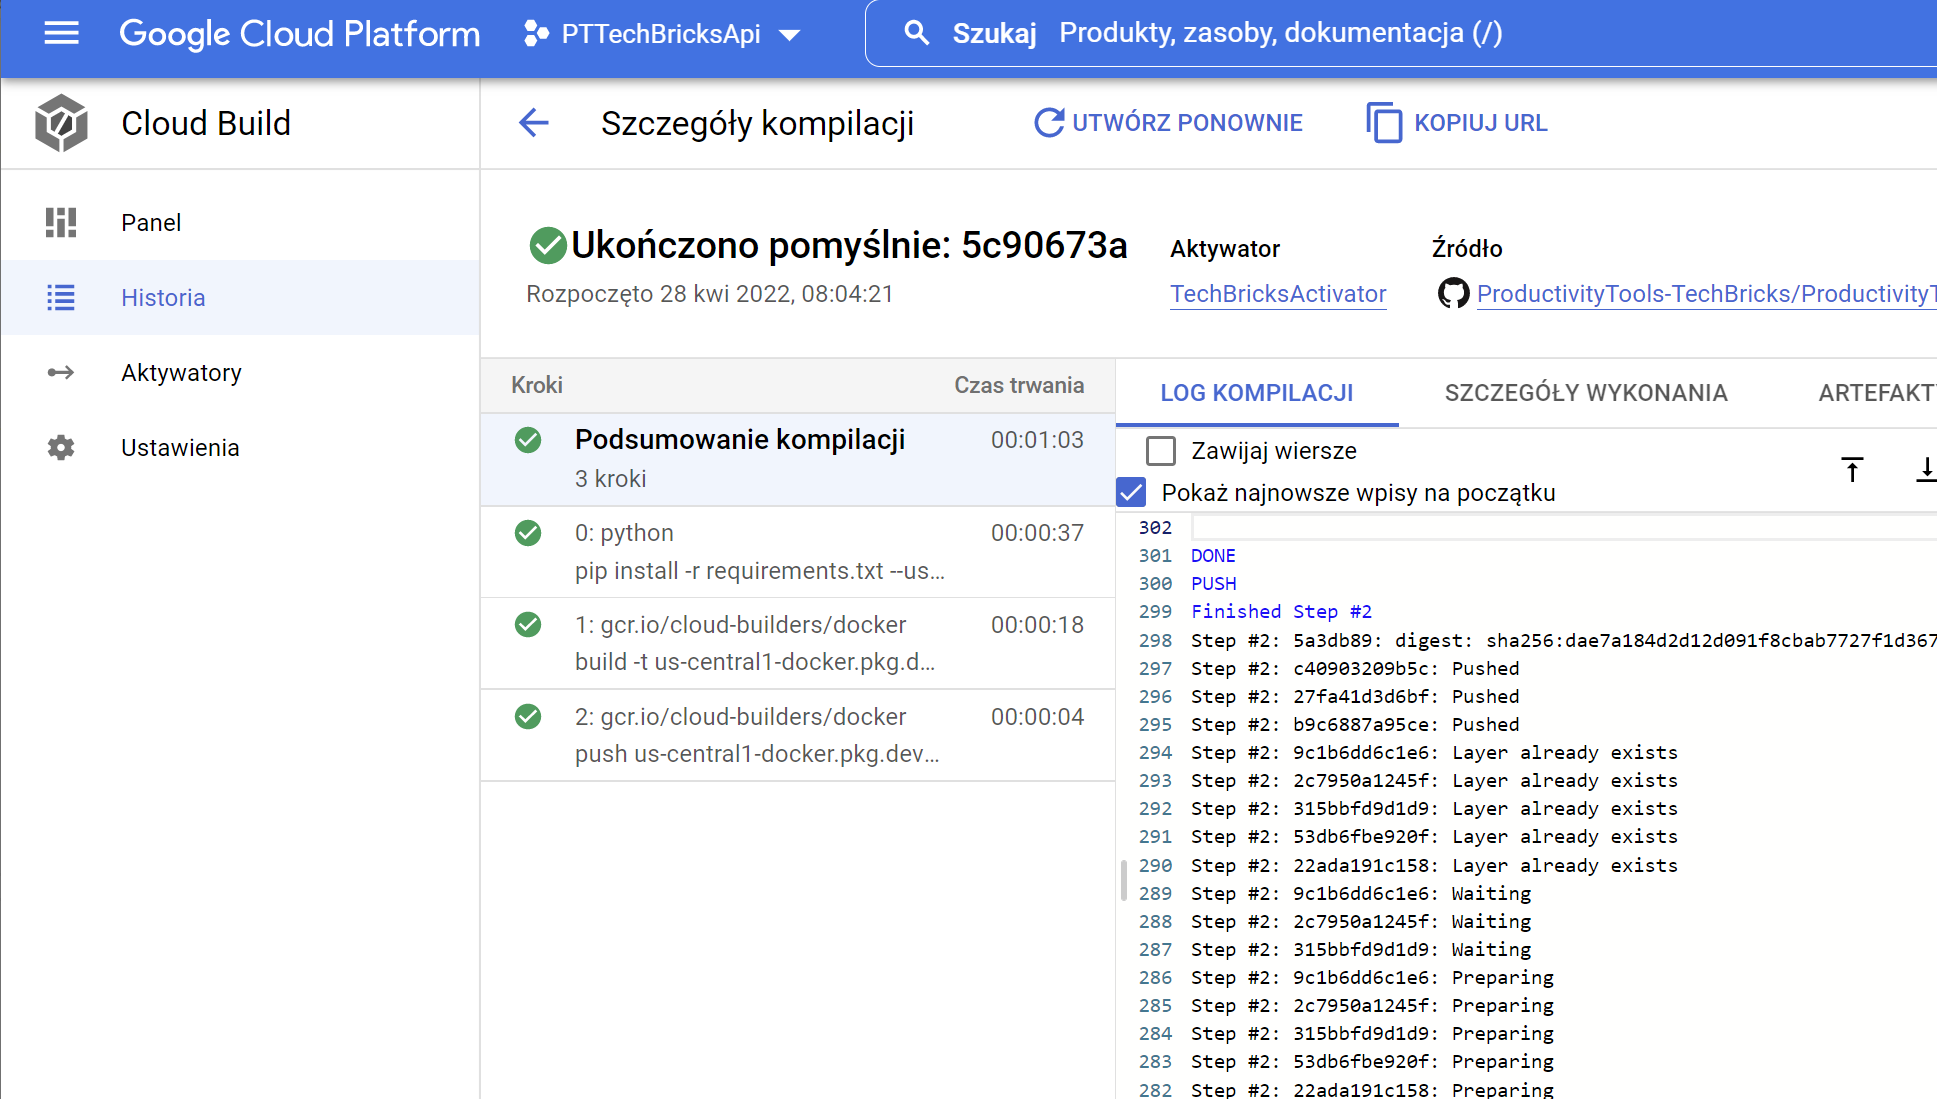 Google Cloud Platform
PTTechBricksApi
Szukaj Produkty, zasoby, dokumentacja (/)
Cloud Build
Szczegóły kompilacji
UTWÓRZ PONOWNIE
KOPIUJ URL
Panel
Historia
Aktywatory
Ustawienia
Ukończono pomyślnie: 5c90673a
Rozpoczęto 28 kwi 2022, 08:04:21
Aktywator
TechBricksActivator
Źródło
ProductivityTools-TechBricks/ProductivityT
Kroki Czas trwania
Podsumowanie kompilacji 00:01:03
3 kroki
0: python 00:00:37
pip install -r requirements.txt --us...
1: gcr.io/cloud-builders/docker 00:00:18
build -t us-central1-docker.pkg.d...
2: gcr.io/cloud-builders/docker 00:00:04
push us-central1-docker.pkg.dev...
LOG KOMPILACJI
SZCZEGÓŁY WYKONANIA
ARTEFAKT
Zawijaj wiersze
Pokaż najnowsze wpisy na początku
302
301 DONE
300 PUSH
299 Finished Step #2
298 Step #2: 5a3db89: digest: sha256:dae7a184d2d12d091f8cbab7727f1d367
297 Step #2: c40903209b5c: Pushed
296 Step #2: 27fa41d3d6bf: Pushed
295 Step #2: b9c6887a95ce: Pushed
294 Step #2: 9c1b6dd6c1e6: Layer already exists
293 Step #2: 2c7950a1245f: Layer already exists
292 Step #2: 315bbfd9d1d9: Layer already exists
291 Step #2: 53db6fbe920f: Layer already exists
290 Step #2: 22ada191c158: Layer already exists
289 Step #2: 9c1b6dd6c1e6: Waiting
288 Step #2: 2c7950a1245f: Waiting
287 Step #2: 315bbfd9d1d9: Waiting
286 Step #2: 9c1b6dd6c1e6: Preparing
285 Step #2: 2c7950a1245f: Preparing
284 Step #2: 315bbfd9d1d9: Preparing
283 Step #2: 53db6fbe920f: Preparing
282 Step #2: 22ada191c158: Preparing